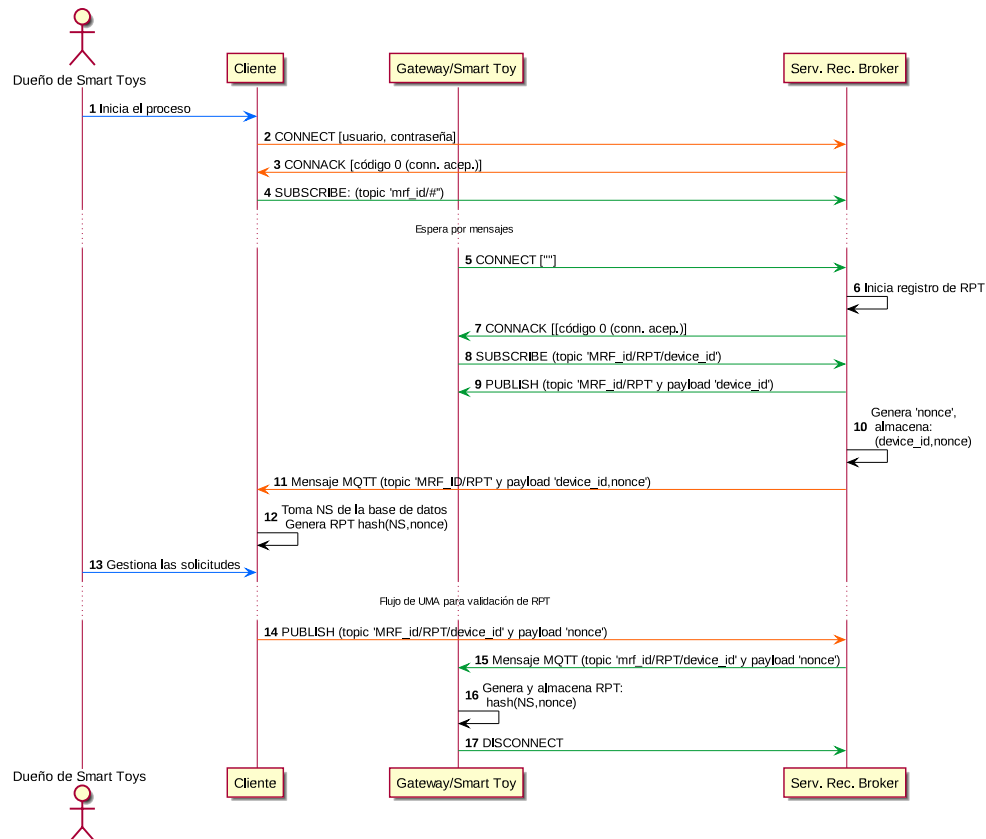 Dueño de Smart Toys
Cliente
Gateway/Smart Toy
Serv. Rec. Broker
1 Inicia el proceso
2 CONNECT [usuario, contraseña]
3 CONNACK [código 0 (conn. acep.)]
4 SUBSCRIBE: (topic 'mrf_id/#")
Espera por mensajes
5 CONNECT [""]
6 Inicia registro de RPT
7 CONNACK [[código 0 (conn. acep.)]
8 SUBSCRIBE (topic 'MRF_id/RPT/device_id')
9 PUBLISH (topic 'MRF_id/RPT' y payload 'device_id')
Genera 'nonce',
10 almacena:
(device_id,nonce)
11 Mensaje MQTT (topic 'MRF_ID/RPT' y payload 'device_id,nonce')
12 Toma NS de la base de datos
Genera RPT hash(NS,nonce)
13 Gestiona las solicitudes
Flujo de UMA para validación de RPT
14 PUBLISH (topic 'MRF_id/RPT/device_id' y payload 'nonce')
15 Mensaje MQTT (topic 'mrf_id/RPT/device_id' y payload 'nonce')
16 Genera y almacena RPT:
hash(NS,nonce)
17 DISCONNECT
Dueño de Smart Toys
Cliente
Gateway/Smart Toy
Serv. Rec. Broker